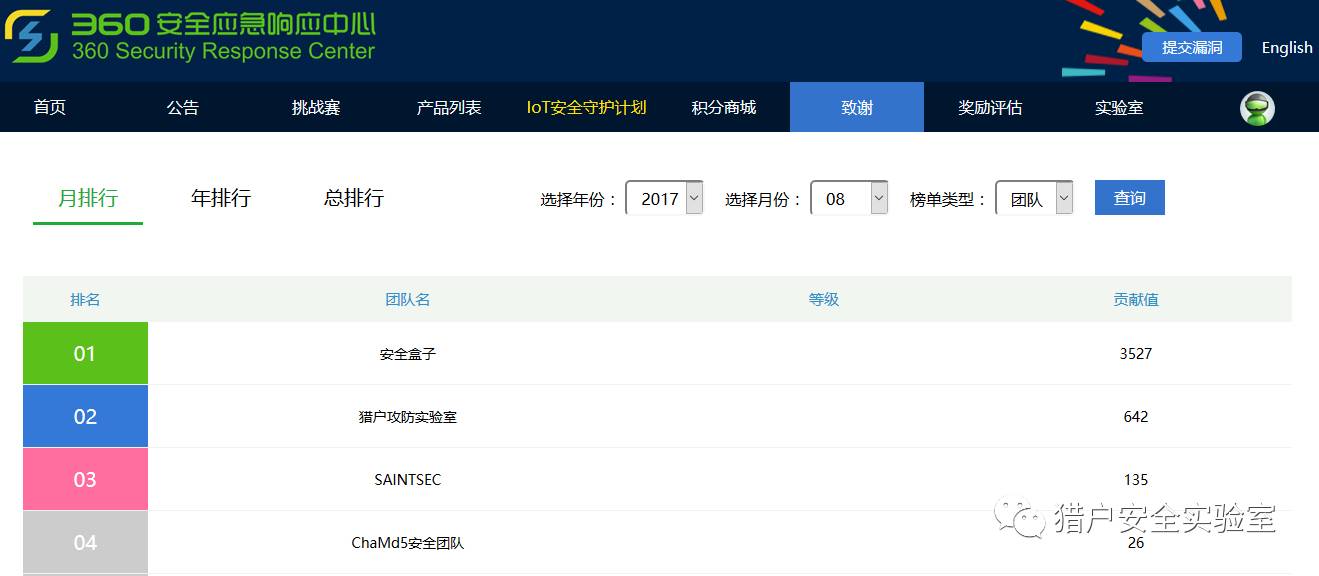 360安全应急响应中心
360 Security Response Center
提交漏洞 English
首页 公告 挑战赛 产品列表 IoT安全守护计划 积分商城 致谢 奖励评估 实验室
月排行 年排行 总排行 选择年份： 2017 选择月份： 08 榜单类型： 团队 查询
排名 团队名 等级 贡献值
01 安全盒子 3527
02 猎户攻防实验室 642
03 SAINTSEC 135
猎户安全实验室
04 ChaMd5安全团队 26